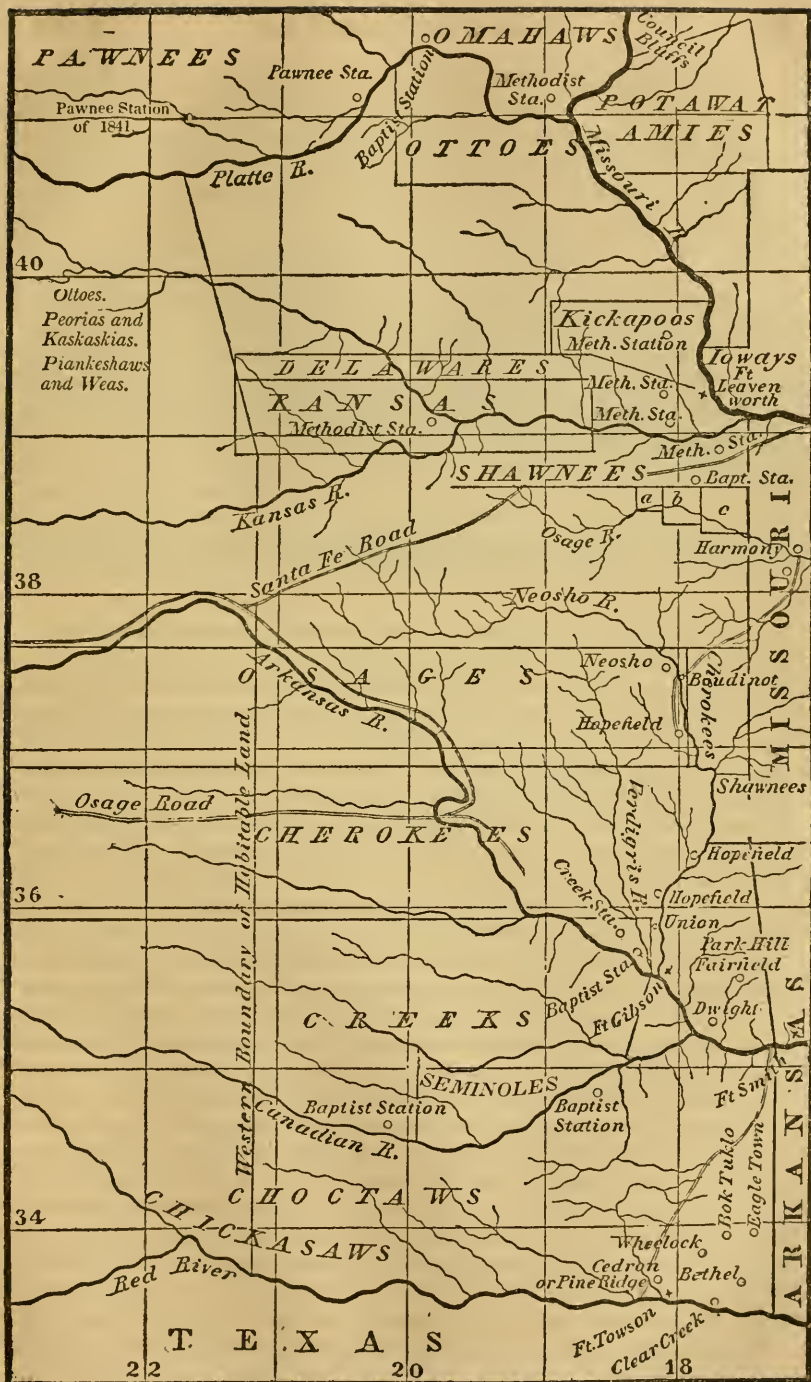 PAWNEES
OMAHAWS
Council
Bluffs
Pawnee Sta.
Baptist Station
Methodist
Sta.
POTAWAT
AMIES
Pawnee Station
of 1841.
OTTOES
Missouri R.
Platte R.
40
Ottoes.
Peorias and
Kaskaskias.
Piankeshaws
and Weas.
Kickapoos
Meth. Station
Ioways
Ft
Leaven
worth
DELAWARES
Meth. Sta.
KANSAS
Methodist Sta.
Meth. Sta.
Meth. Sta.
SHAWNEES
Bapt. Sta.
Kansas R.
a
b
c
Osage R.
Harmony
Santa Fe Road
38
Neosho R.
MISSOURI
OSAGES
Arkansas R.
Neosho
Boudinot
Cherokees
Hopefield
Western Boundary of Habitable Land
Shawnees
Osage Road
CHEROKEES
Verdigris R.
Hopefield
36
Creek Sta.
Hopefield
Union
Park Hill
Fairfield
Baptist Sta.
Ft Gibson
Dwight
CREEKS
SEMINOLES
Ft Smith
Baptist Station
Canadian R.
Baptist
Station
Bok Tuklo
Eagle Town
ARKANSAS
34
CHOCTAWS
CHICKASAWS
Wheelock
Cedron
or Pine Ridge
Bethel
Red River
Ft. Towson
Clear Creek
TEXAS
22
20
18